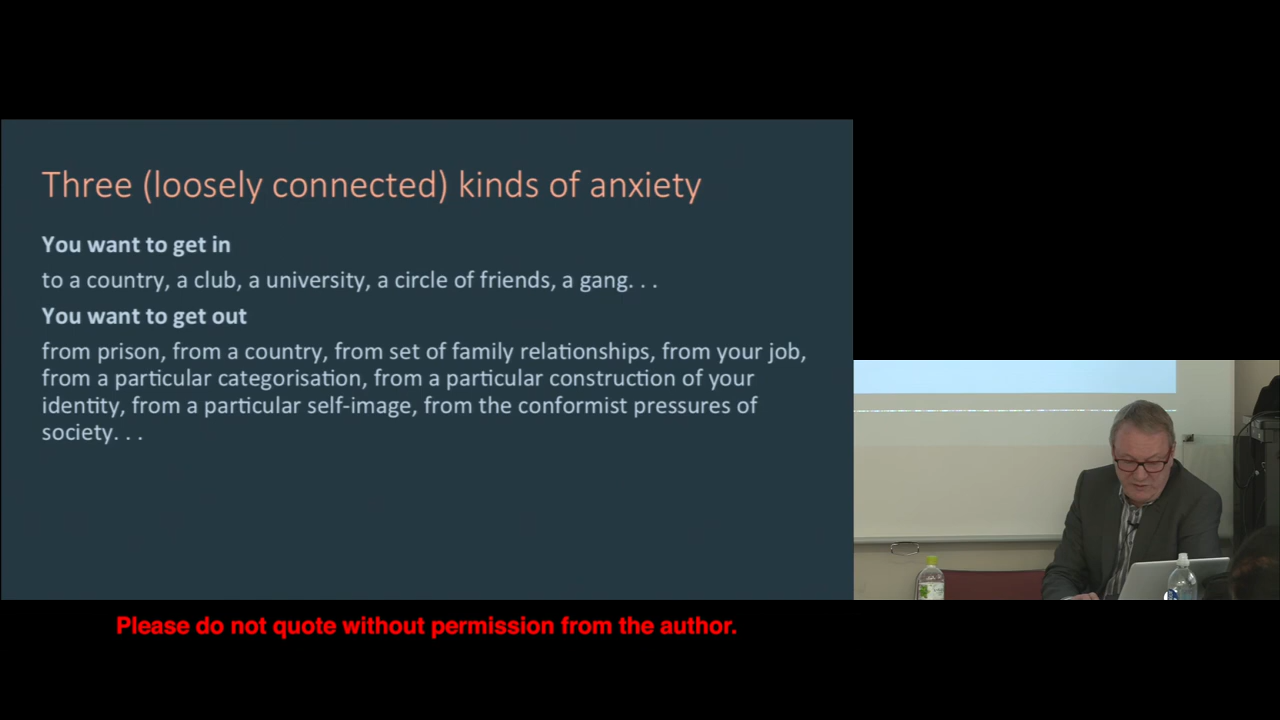 Three (loosely connected) kinds of anxiety
You want to get in
to a country, a club, a university, a circle of friends, a gang. . .
You want to get out
from prison, from a country, from set of family relationships, from your job,
from a particular categorisation, from a particular construction of your
identity, from a particular self-image, from the conformist pressures of
society. . .
Please do not quote without permission from the author.